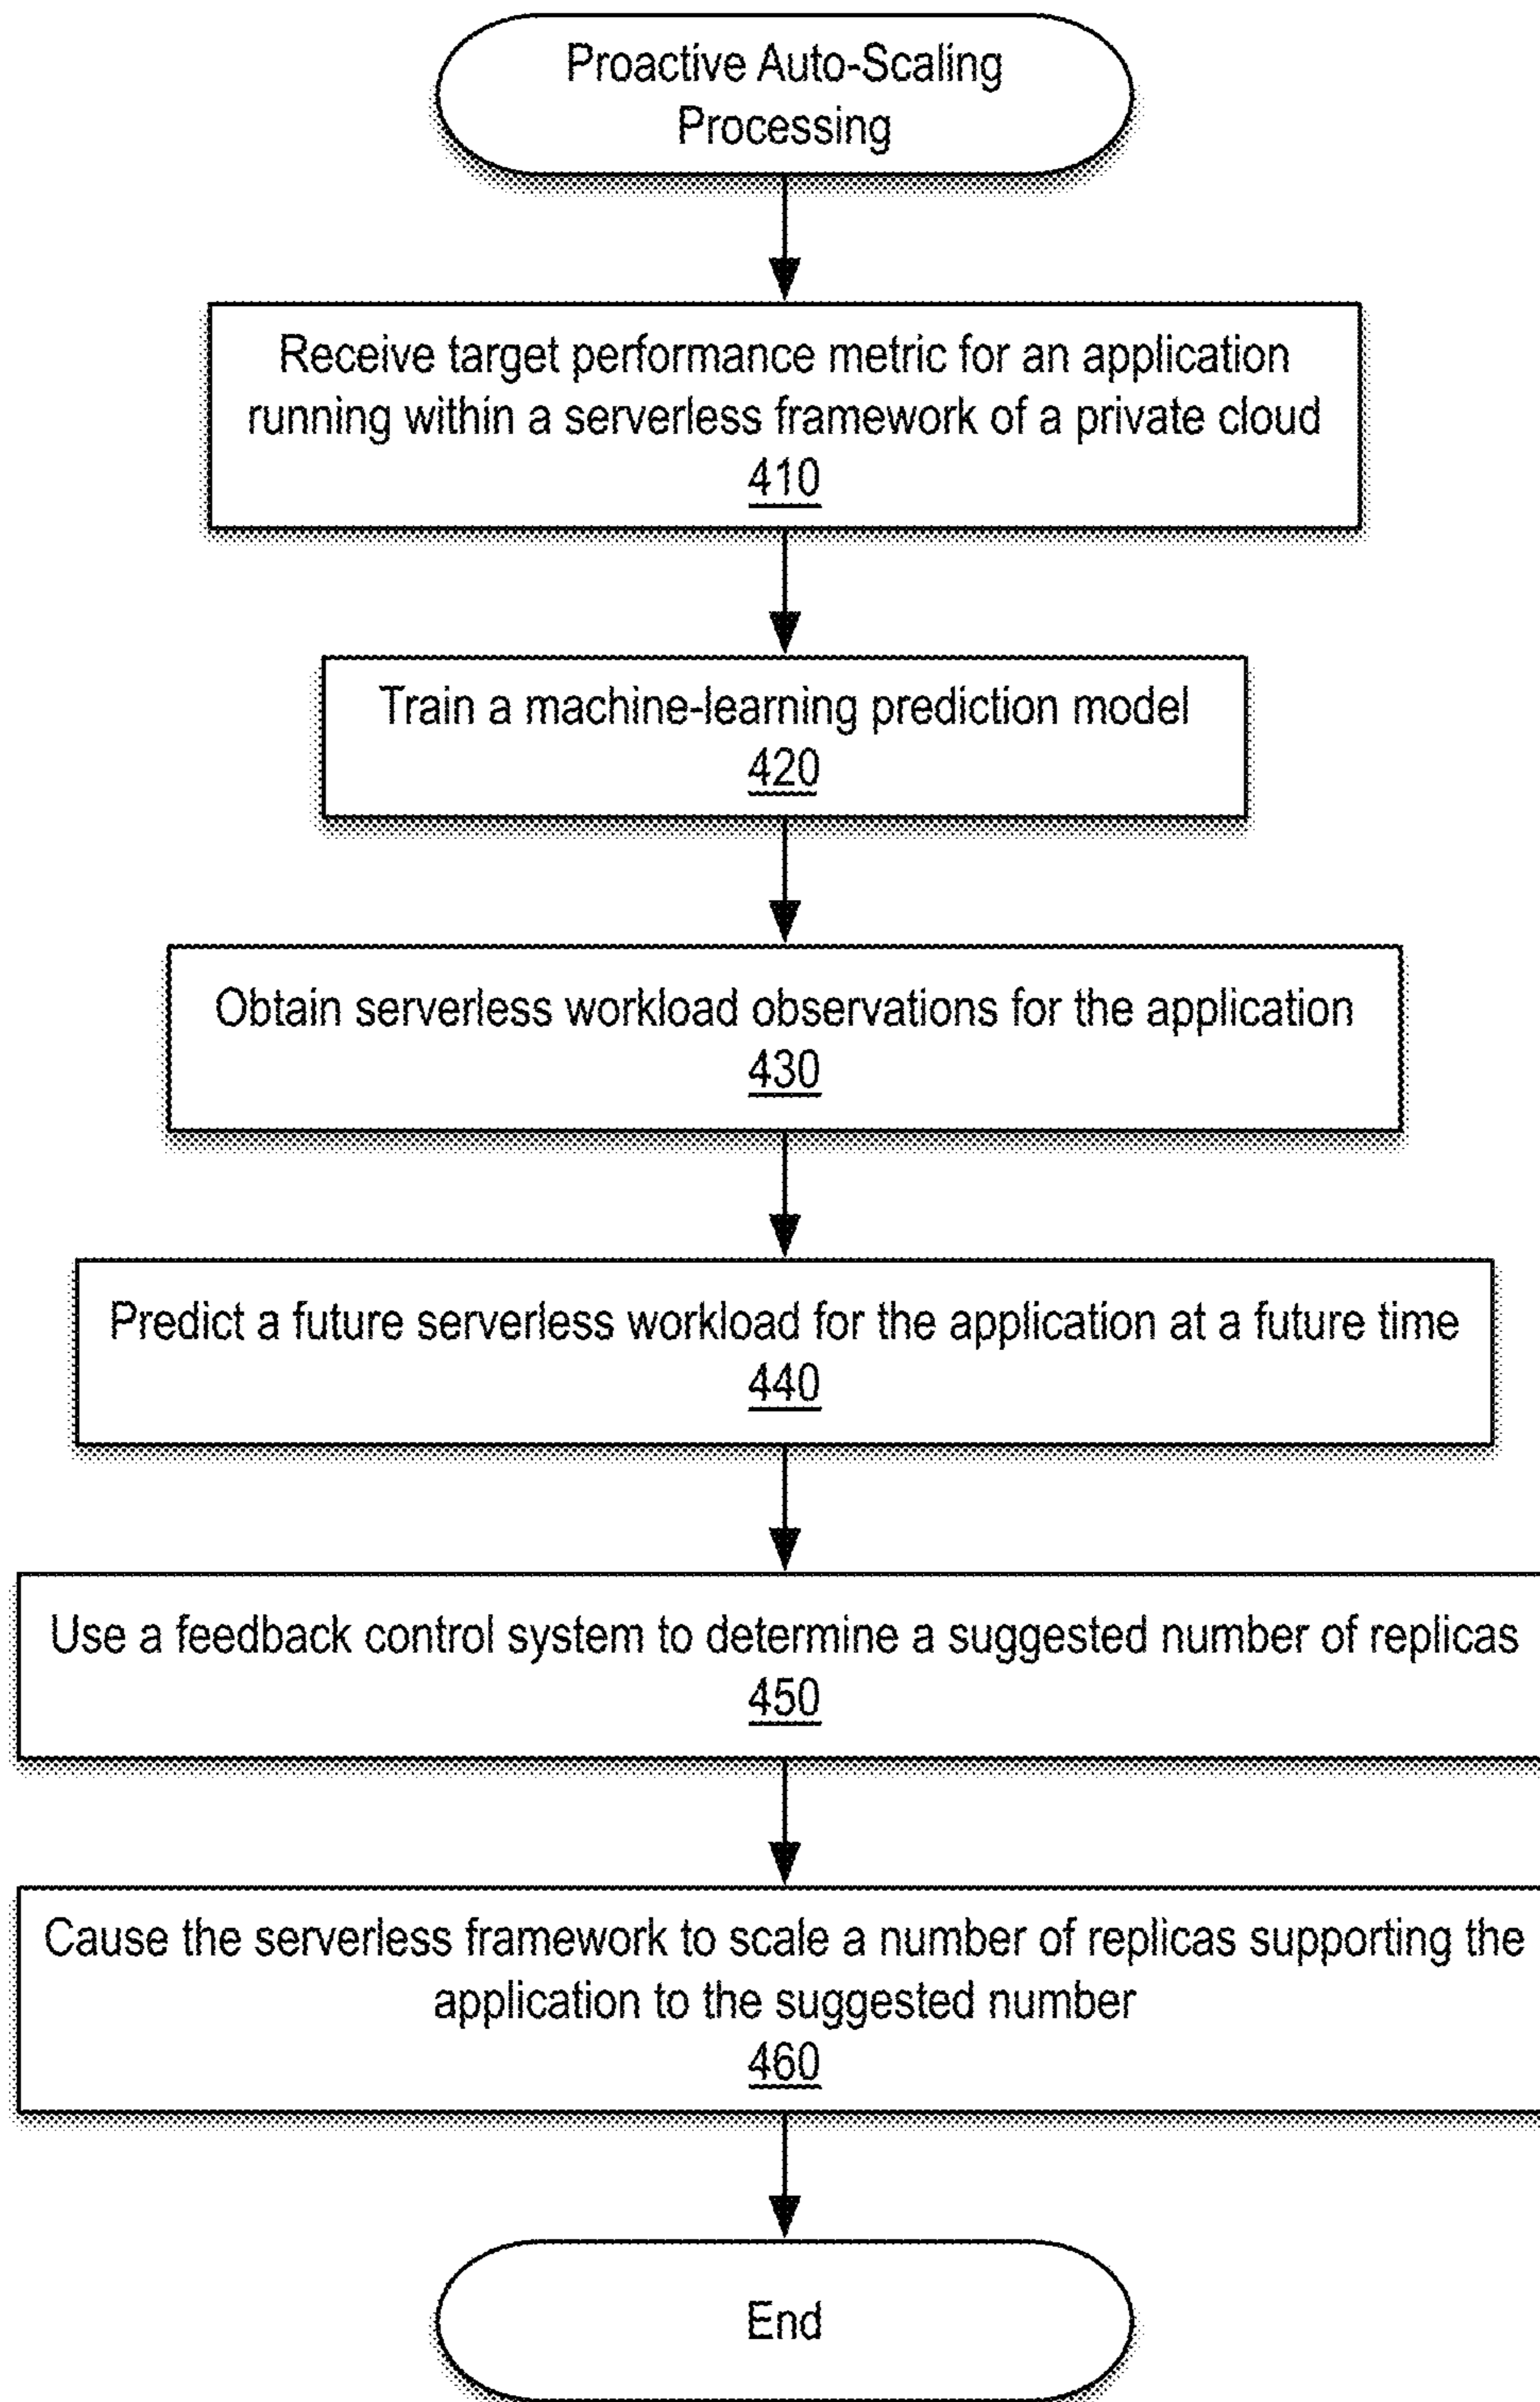 Proactive Auto-Scaling
Processing
Receive target performance metric for an application
running within a serverless framework of a private cloud
410
Train a machine-learning prediction model
420
Obtain serverless workload observations for the application
430
Predict a future serverless workload for the application at a future time
440
Use a feedback control system to determine a suggested number of replicas
450
Cause the serverless framework to scale a number of replicas supporting the
application to the suggested number
460
End